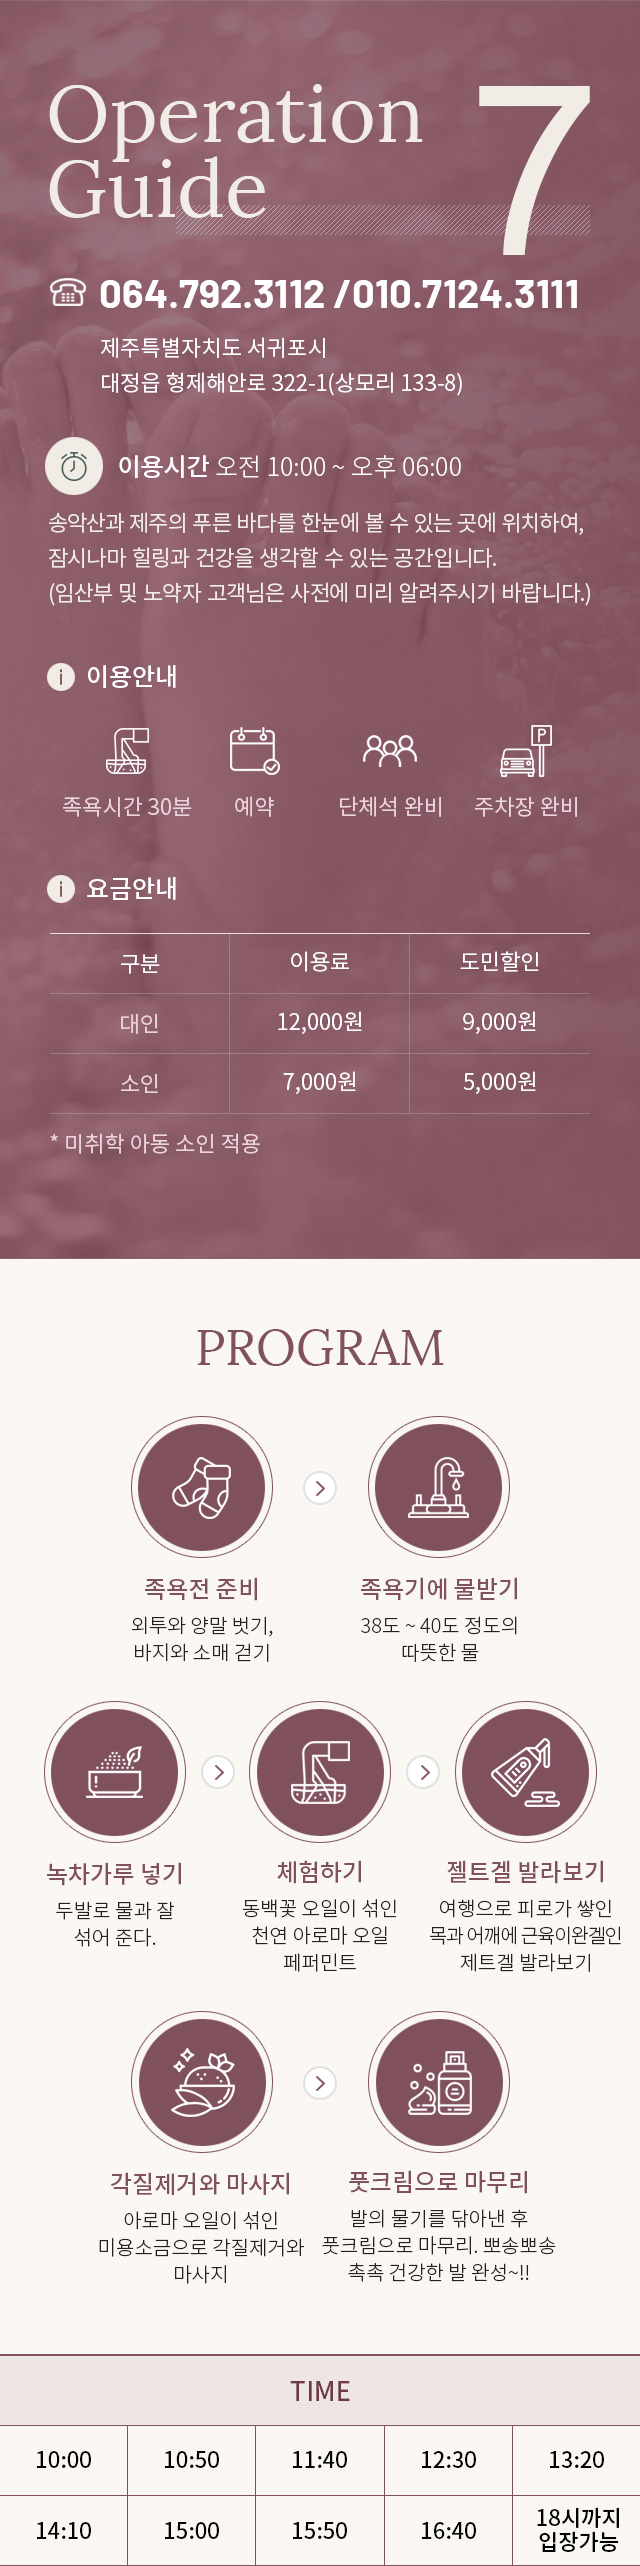 Operation
Guide
7
064.792.3112 /010.7124.3111
제주특별자치도 서귀포시
대정읍 형제해안로 322-1(상모리 133-8)
이용시간 오전 10:00 ~ 오후 06:00
송악산과 제주의 푸른 바다를 한눈에 볼 수 있는 곳에 위치하여,
잠시나마 힐링과 건강을 생각할 수 있는 공간입니다.
(임산부 및 노약자 고객님은 사전에 미리 알려주시기 바랍니다.)
i 이용안내
P
족욕시간 30분 예약 단체석 완비 주차장 완비
i 요금안내
구분 이용료 도민할인
대인 12,000원 9,000원
소인 7,000원 5,000원
* 미취학 아동 소인 적용
PROGRAM
족욕전 준비
외투와 양말 벗기,
바지와 소매 걷기
족욕기에 물받기
38도 ~ 40도 정도의
따뜻한 물
녹차가루 넣기
두발로 물과 잘
섞어 준다.
체험하기
동백꽃 오일이 섞인
천연 아로마 오일
페퍼민트
젤트겔 발라보기
여행으로 피로가 쌓인
목과 어깨에 근육이완겔인
제트겔 발라보기
각질제거와 마사지
아로마 오일이 섞인
미용소금으로 각질제거와
마사지
풋크림으로 마무리
발의 물기를 닦아낸 후
풋크림으로 마무리. 뽀송뽀송
촉촉 건강한 발 완성~!!
TIME
10:00 10:50 11:40 12:30 13:20
14:10 15:00 15:50 16:40 18시까지
입장가능